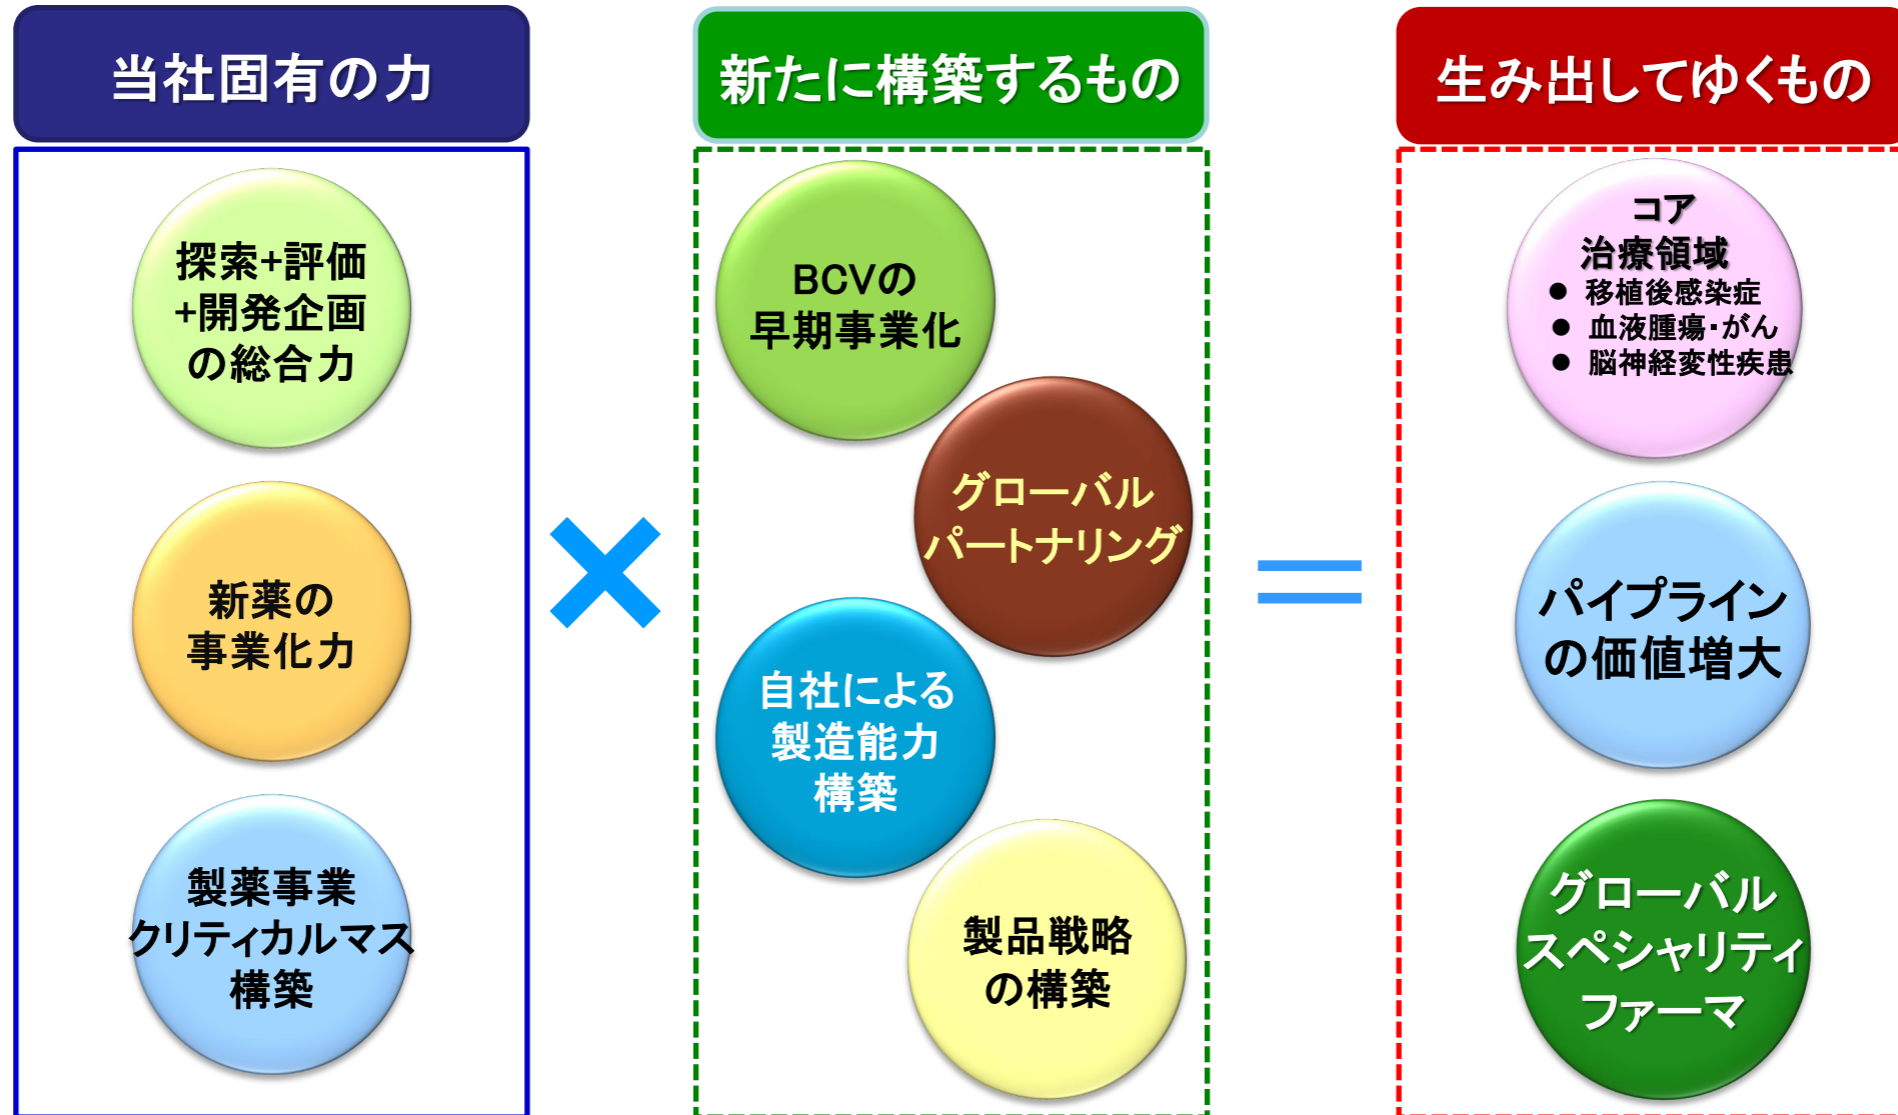 当社固有の力
探索+評価
+開発企画
の総合力
新薬の
事業化力
製薬事業
クリティカルマス
構築
×
新たに構築するもの
BCVの
早期事業化
グローバル
パートナリング
自社による
製造能力
構築
製品戦略
の構築
＝
生み出してゆくもの
コア
治療領域
● 移植後感染症
● 血液腫瘍・がん
● 脳神経変性疾患
パイプライン
の価値増大
グローバル
スペシャリティ
ファーマ